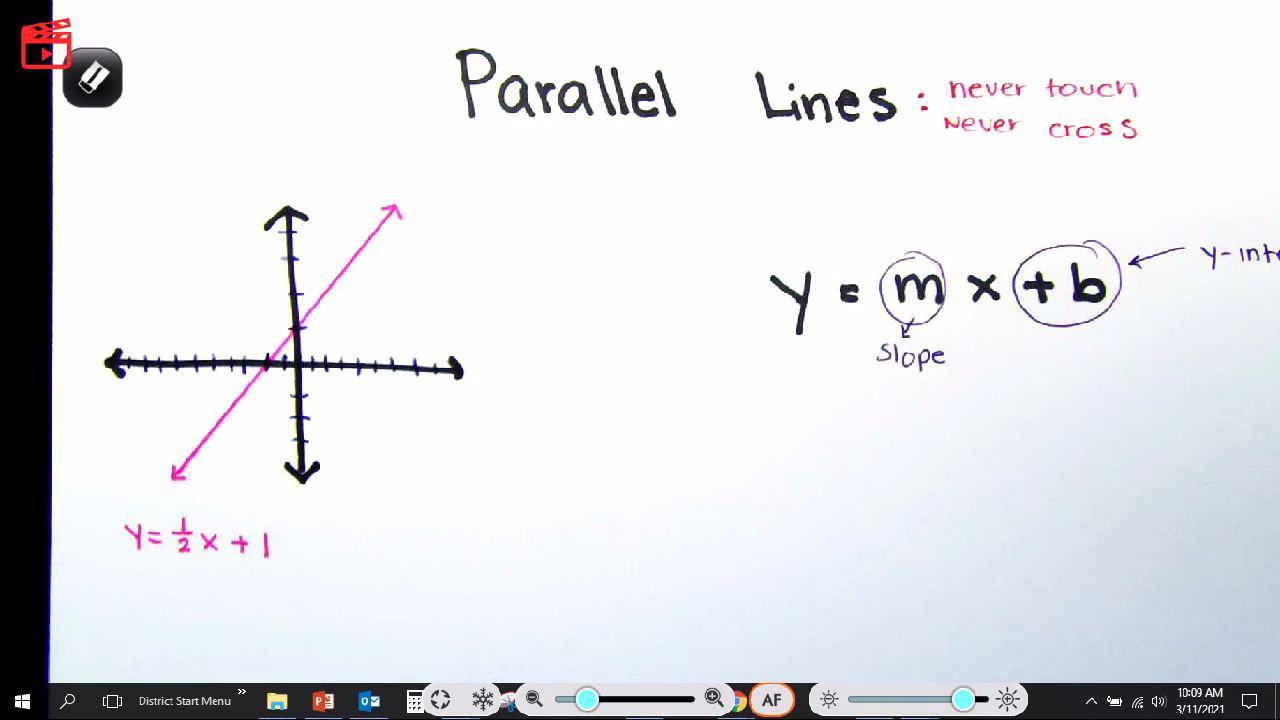 Parallel Lines : never touch
Never cross
y = m x + b
y-inte
slope
y = 1/2 x + 1
District Start Menu
»
AF
10:09 AM
3/11/2021